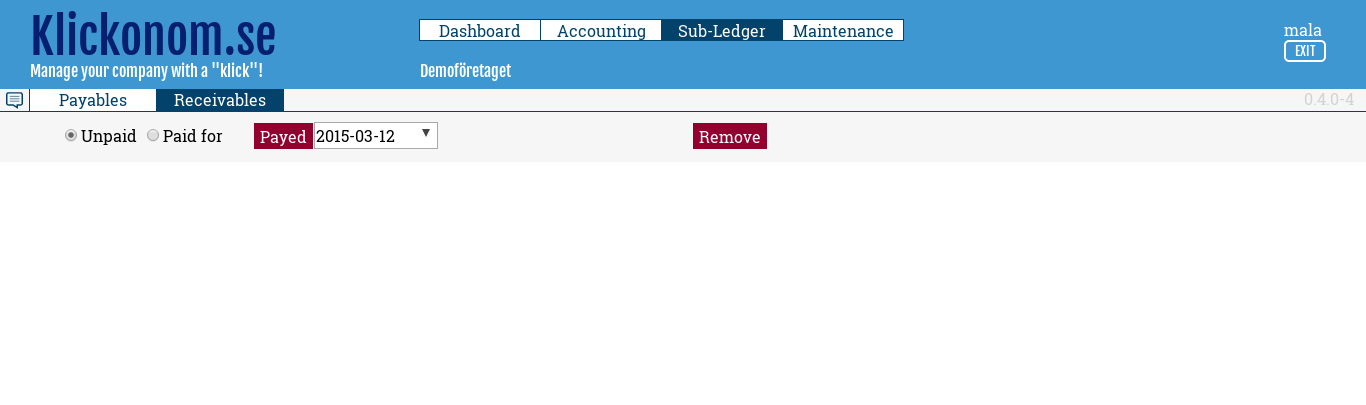 Klickonom.se
Manage your company with a "klick"!
Dashboard Accounting Sub-Ledger Maintenance
Demoföretaget
mala
EXIT
Payables Receivables
0.4.0-4
Unpaid Paid for Payed 2015-03-12 Remove